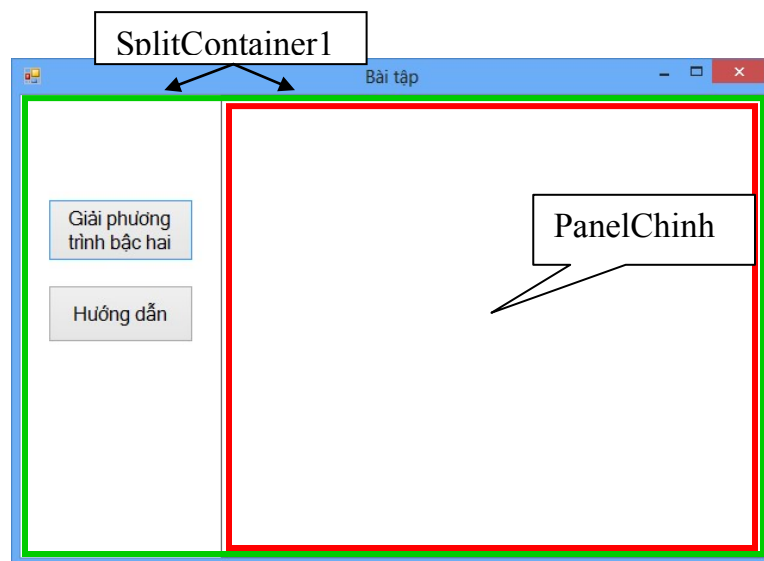 SplitContainer1
Bài tập
Giải phương
trình bậc hai
PanelChinh
Hướng dẫn